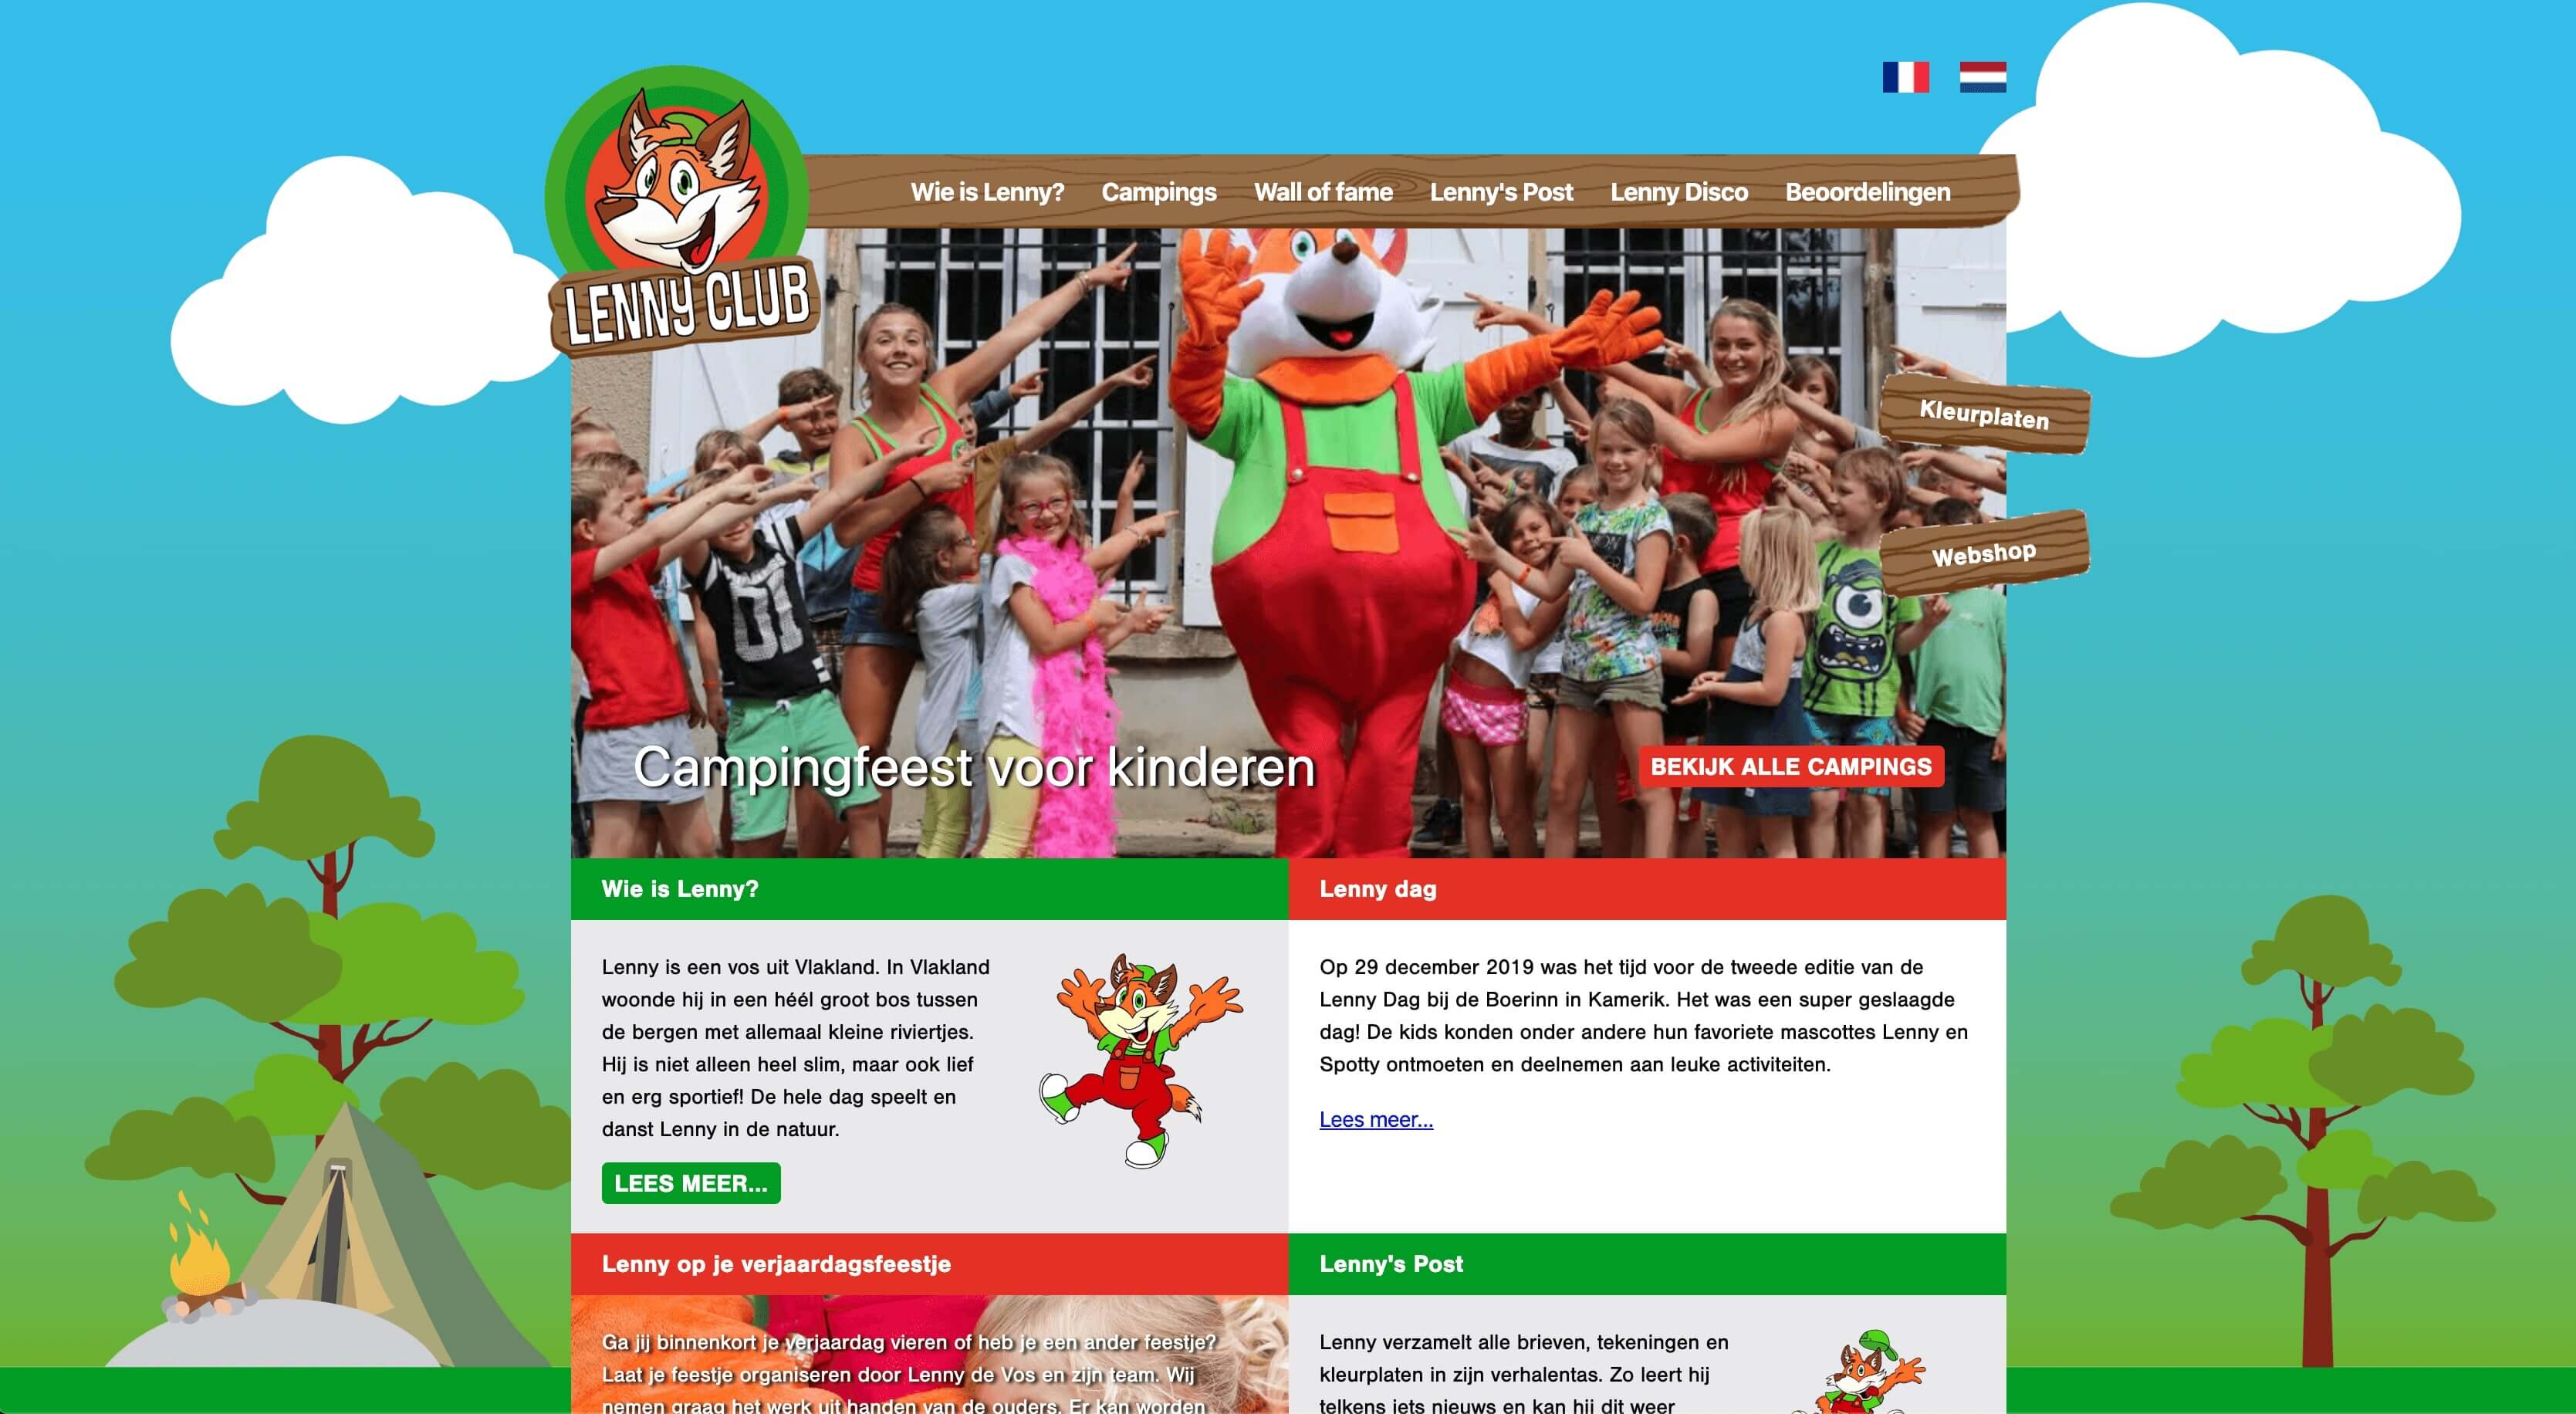 Wie is Lenny? Campings Wall of fame Lenny's Post Lenny Disco Beoordelingen
LENNY CLUB
Kleurplaten
01
Webshop
Campingfeest voor kinderen
BEKIJK ALLE CAMPINGS
Wie is Lenny?
Lenny is een vos uit Vlakland. In Vlakland
woonde hij in een héél groot bos tussen
de bergen met allemaal kleine riviertjes.
Hij is niet alleen heel slim, maar ook lief
en erg sportief! De hele dag speelt en
danst Lenny in de natuur.
LEES MEER...
Lenny dag
Op 29 december 2019 was het tijd voor de tweede editie van de
Lenny Dag bij de Boerinn in Kamerik. Het was een super geslaagde
dag! De kids konden onder andere hun favoriete mascottes Lenny en
Spotty ontmoeten en deelnemen aan leuke activiteiten.
Lees meer...
Lenny op je verjaardagsfeestje
Ga jij binnenkort je verjaardag vieren of heb je een ander feestje?
Laat je feestje organiseren door Lenny de Vos en zijn team. Wij
nemen graag het werk uit handen van de ouders. Er kan worden
Lenny's Post
Lenny verzamelt alle brieven, tekeningen en
kleurplaten in zijn verhalentas. Zo leert hij
telkens iets nieuws en kan hij dit weer